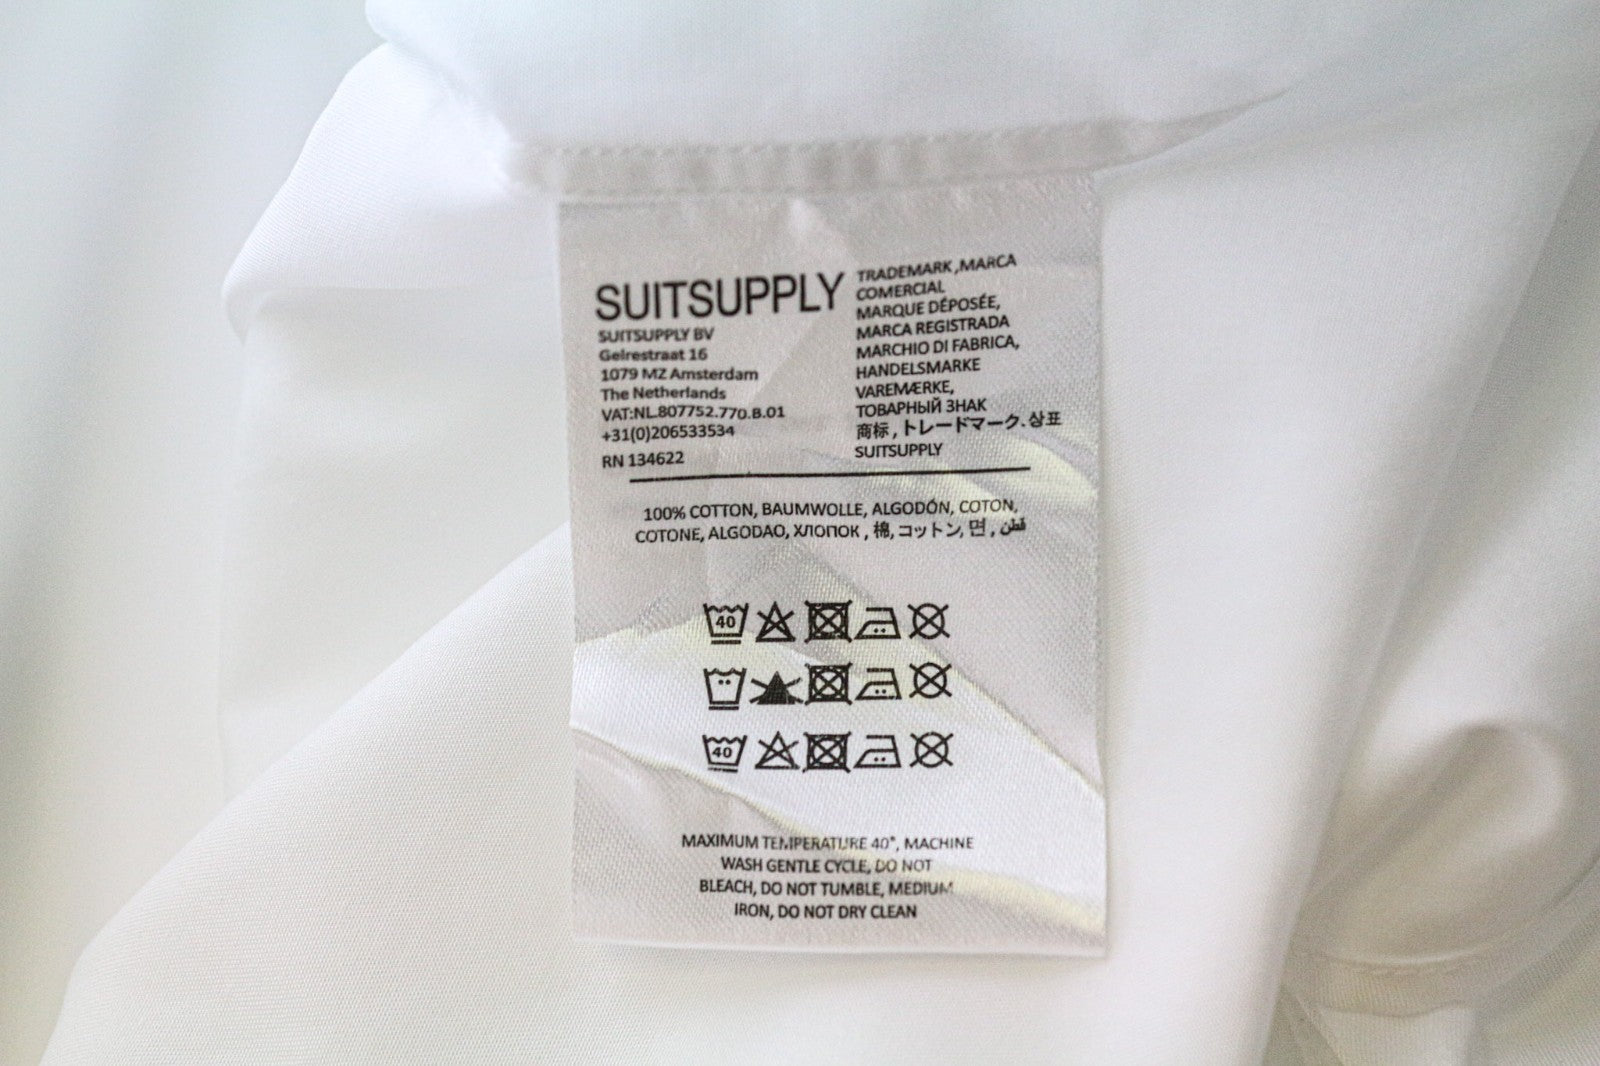 SUITSUPPLY
SUITSUPPLY BV
Gelrestraat 16
1079 MZ Amsterdam
The Netherlands
VAT:NL.807752.770.B.01
+31(0)206533534
RN 134622
TRADEMARK ,MARCA
COMERCIAL
MARQUE DÉPOSÉE,
MARCA REGISTRADA
MARCHIO DI FABRICA,
HANDELSMARKE
VAREMÆRKE,
ТОВАРНЫЙ ЗНАК
商标 , トレードマーク. 상표
SUITSUPPLY
100% COTTON, BAUMWOLLE, ALGODÓN, COTON,
COTONE, ALGODAO, ХЛОПОК , 棉, コットン, 면 , قطن
40
40
MAXIMUM TEMPERATURE 40°, MACHINE
WASH GENTLE CYCLE, DO NOT
BLEACH, DO NOT TUMBLE, MEDIUM
IRON, DO NOT DRY CLEAN